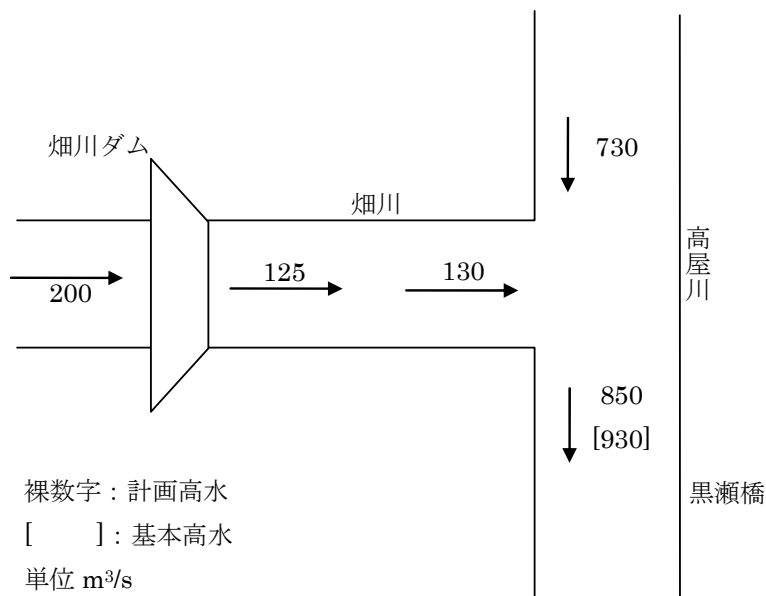 畑川ダム
730
畑川
高屋川
200
125
130
850
[930]
黒瀬橋
裸数字：計画高水
[　　]：基本高水
単位 m³/s